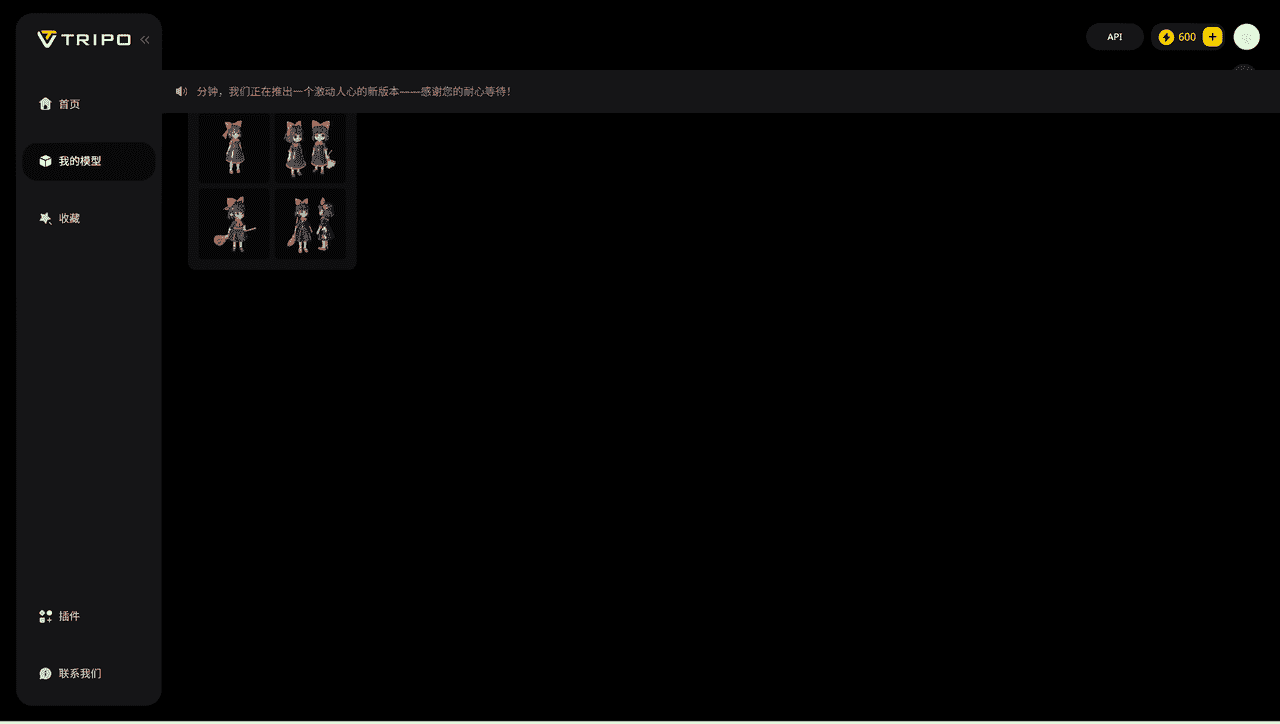 TRIPO
API
600
分钟，我们正在推出一个激动人心的新版本——感谢您的耐心等待！
首页
我的模型
收藏
插件
联系我们